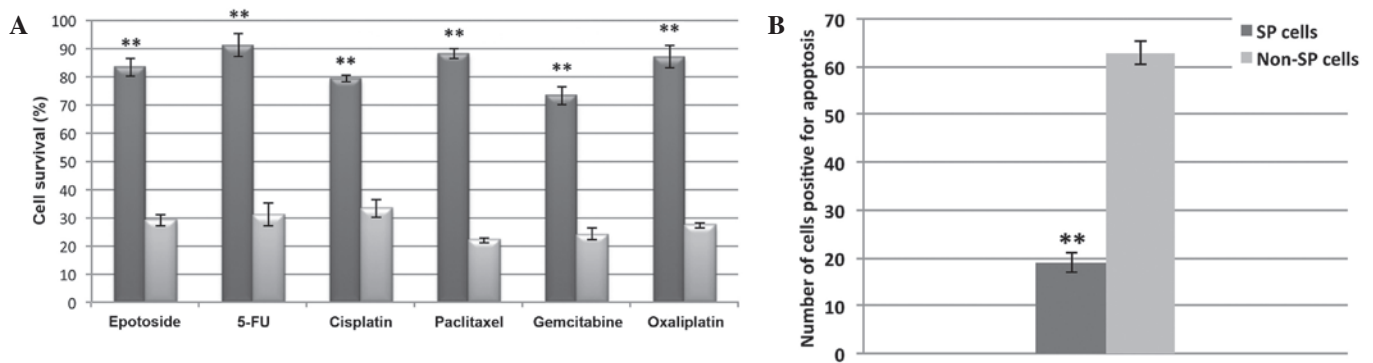 A
Cell survival (%)
100
90
80
70
60
50
40
30
20
10
0
**
**
**
**
**
**
Epotoside
5-FU
Cisplatin
Paclitaxel
Gemcitabine
Oxaliplatin
B
Number of cells positive for apoptosis
70
60
50
40
30
20
10
0
**
SP cells
Non-SP cells